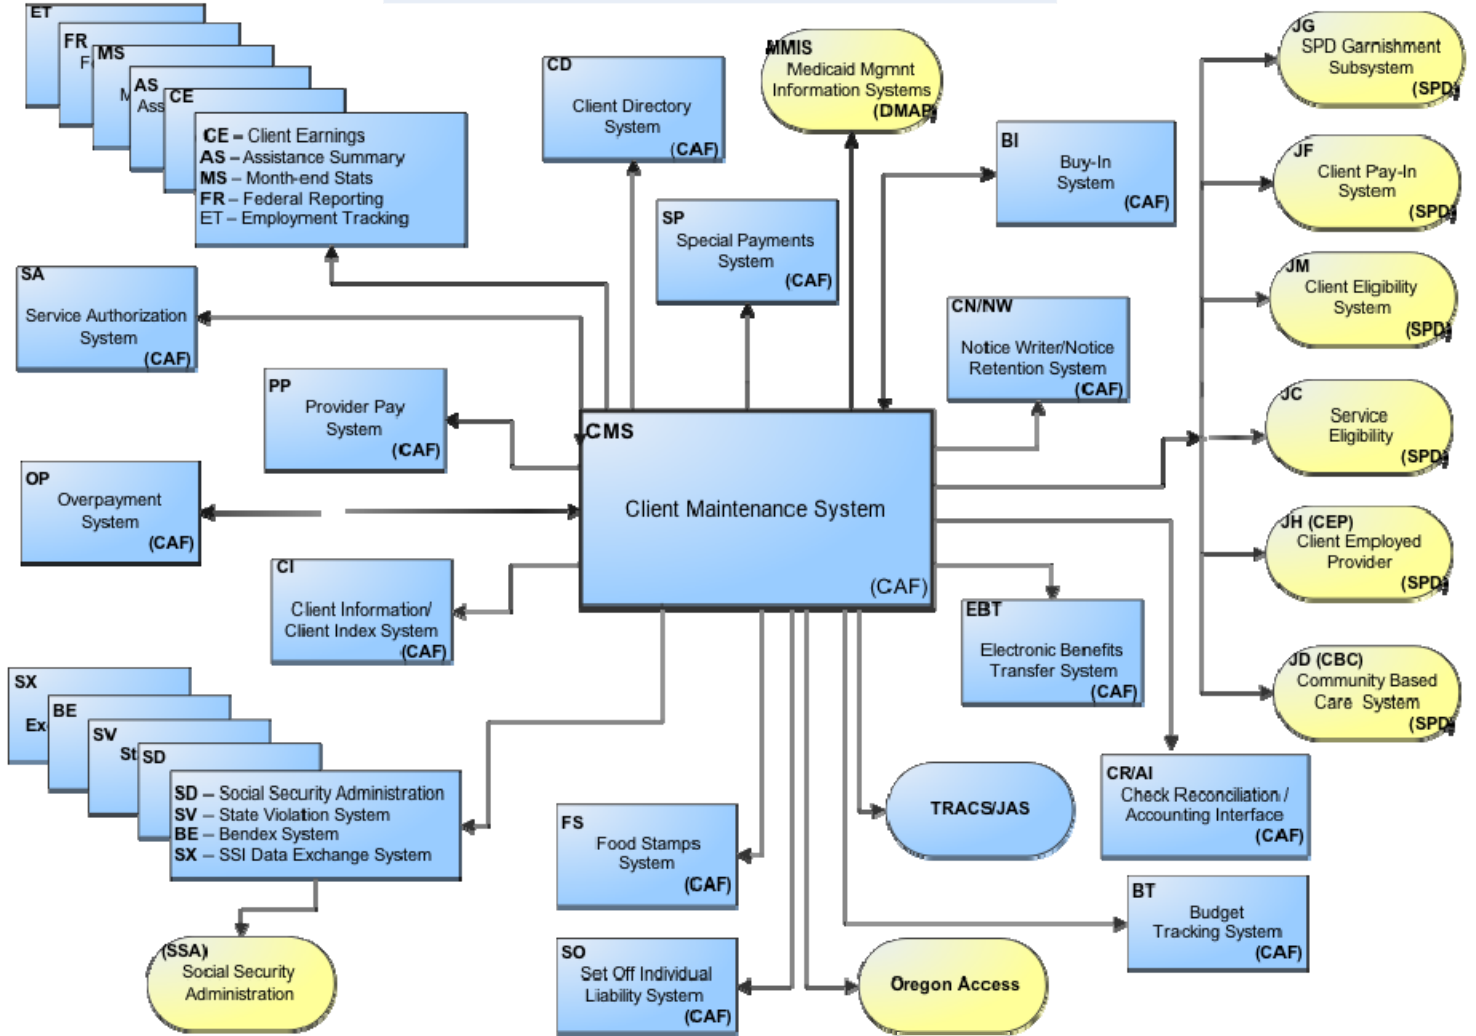 ET
FR
F
MS
M
AS
Ass
CE
CE – Client Earnings
AS – Assistance Summary
MS – Month-end Stats
FR – Federal Reporting
ET – Employment Tracking
CD
Client Directory
System
(CAF)
MMIS
Medicaid Mgmnt
Information Systems
(DMAP)
BI
Buy-In
System
(CAF)
JG
SPD Garnishment
Subsystem
(SPD)
JF
Client Pay-In
System
(SPD)
SP
Special Payments
System
(CAF)
SA
Service Authorization
System
(CAF)
JM
Client Eligibility
System
(SPD)
CN/NW
Notice Writer/Notice
Retention System
(CAF)
PP
Provider Pay
System
(CAF)
JC
Service
Eligibility
(SPD)
CMS
Client Maintenance System
(CAF)
OP
Overpayment
System
(CAF)
JH (CEP)
Client Employed
Provider
(SPD)
CI
Client Information/
Client Index System
(CAF)
EBT
Electronic Benefits
Transfer System
(CAF)
JD (CBC)
Community Based
Care System
(SPD)
SX
Ex
BE
SV
St
SD
SD – Social Security Administration
SV – State Violation System
BE – Bendex System
SX – SSI Data Exchange System
TRACS/JAS
CR/AI
Check Reconciliation /
Accounting Interface
(CAF)
FS
Food Stamps
System
(CAF)
BT
Budget
Tracking System
(CAF)
(SSA)
Social Security
Administration
SO
Set Off Individual
Liability System
(CAF)
Oregon Access